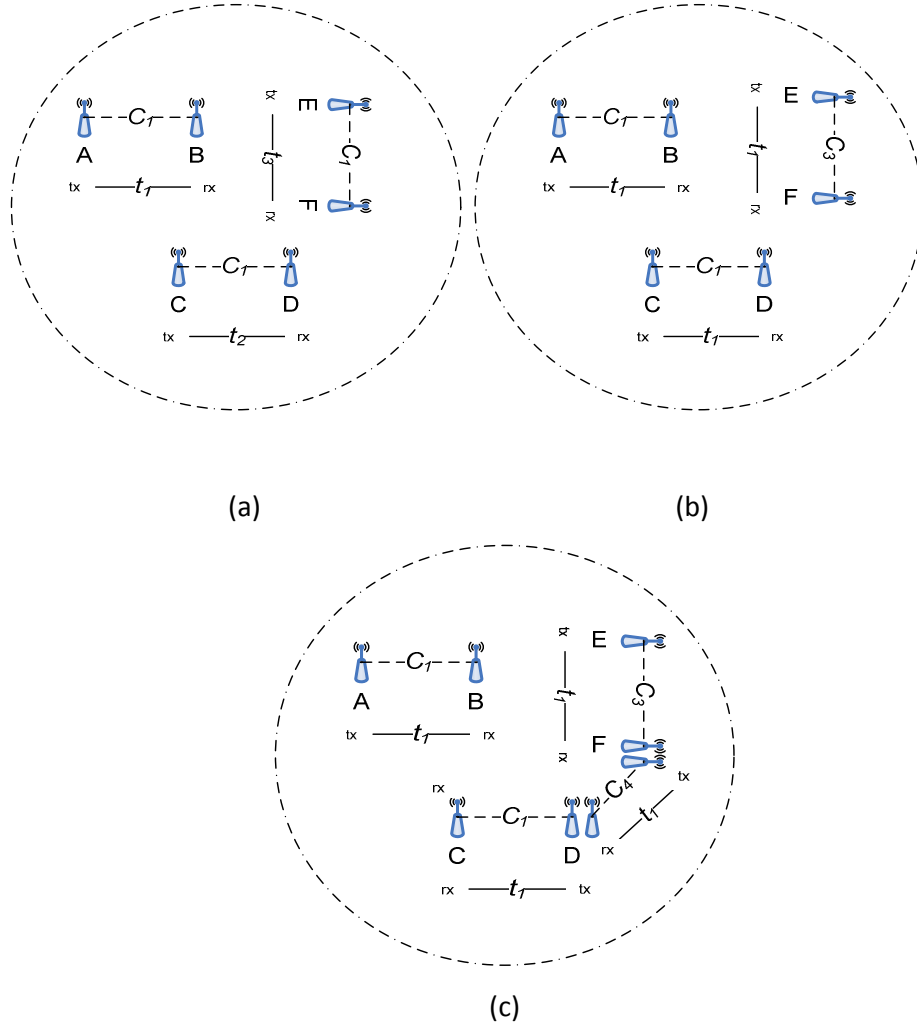 C₁
A B
tx t₁ rx
tx t₃ rx
E
C₁
F
C₁
C D
tx t₂ rx
(a)
C₁
A B
tx t₁ rx
tx t₁ rx
E
C₃
F
C₁
C D
tx t₁ rx
(b)
C₁
A B
tx t₁ rx
tx t₁ rx
E
C₃
F
C₄
tx
t₁
rx
rx
C₁
C D
rx t₁ tx
(c)